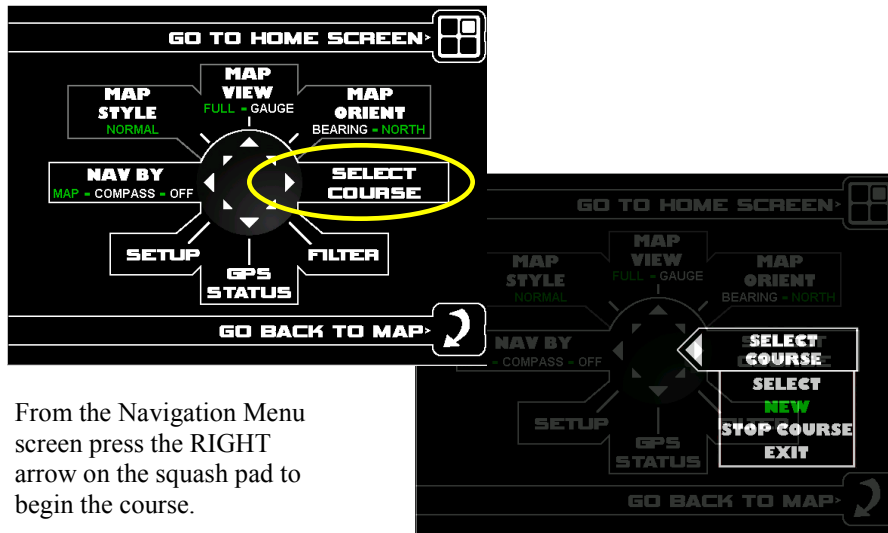 GO TO HOME SCREEN>
MAP
VIEW
FULL - GAUGE
MAP
STYLE
NORMAL
MAP
ORIENT
BEARING - NORTH
NAV BY
MAP - COMPASS - OFF
SELECT
COURSE
SETUP
FILTER
GPS
STATUS
GO BACK TO MAP>
From the Navigation Menu
screen press the RIGHT
arrow on the squash pad to
begin the course.
GO TO HOME SCREEN>
MAP
VIEW
FULL - GAUGE
MAP
STYLE
NORMAL
MAP
ORIENT
BEARING - NORTH
NAV BY
- COMPASS - OFF
SELECT
COURSE
SELECT
NEW
STOP COURSE
EXIT
SETUP
GPS
STATUS
GO BACK TO MAP>